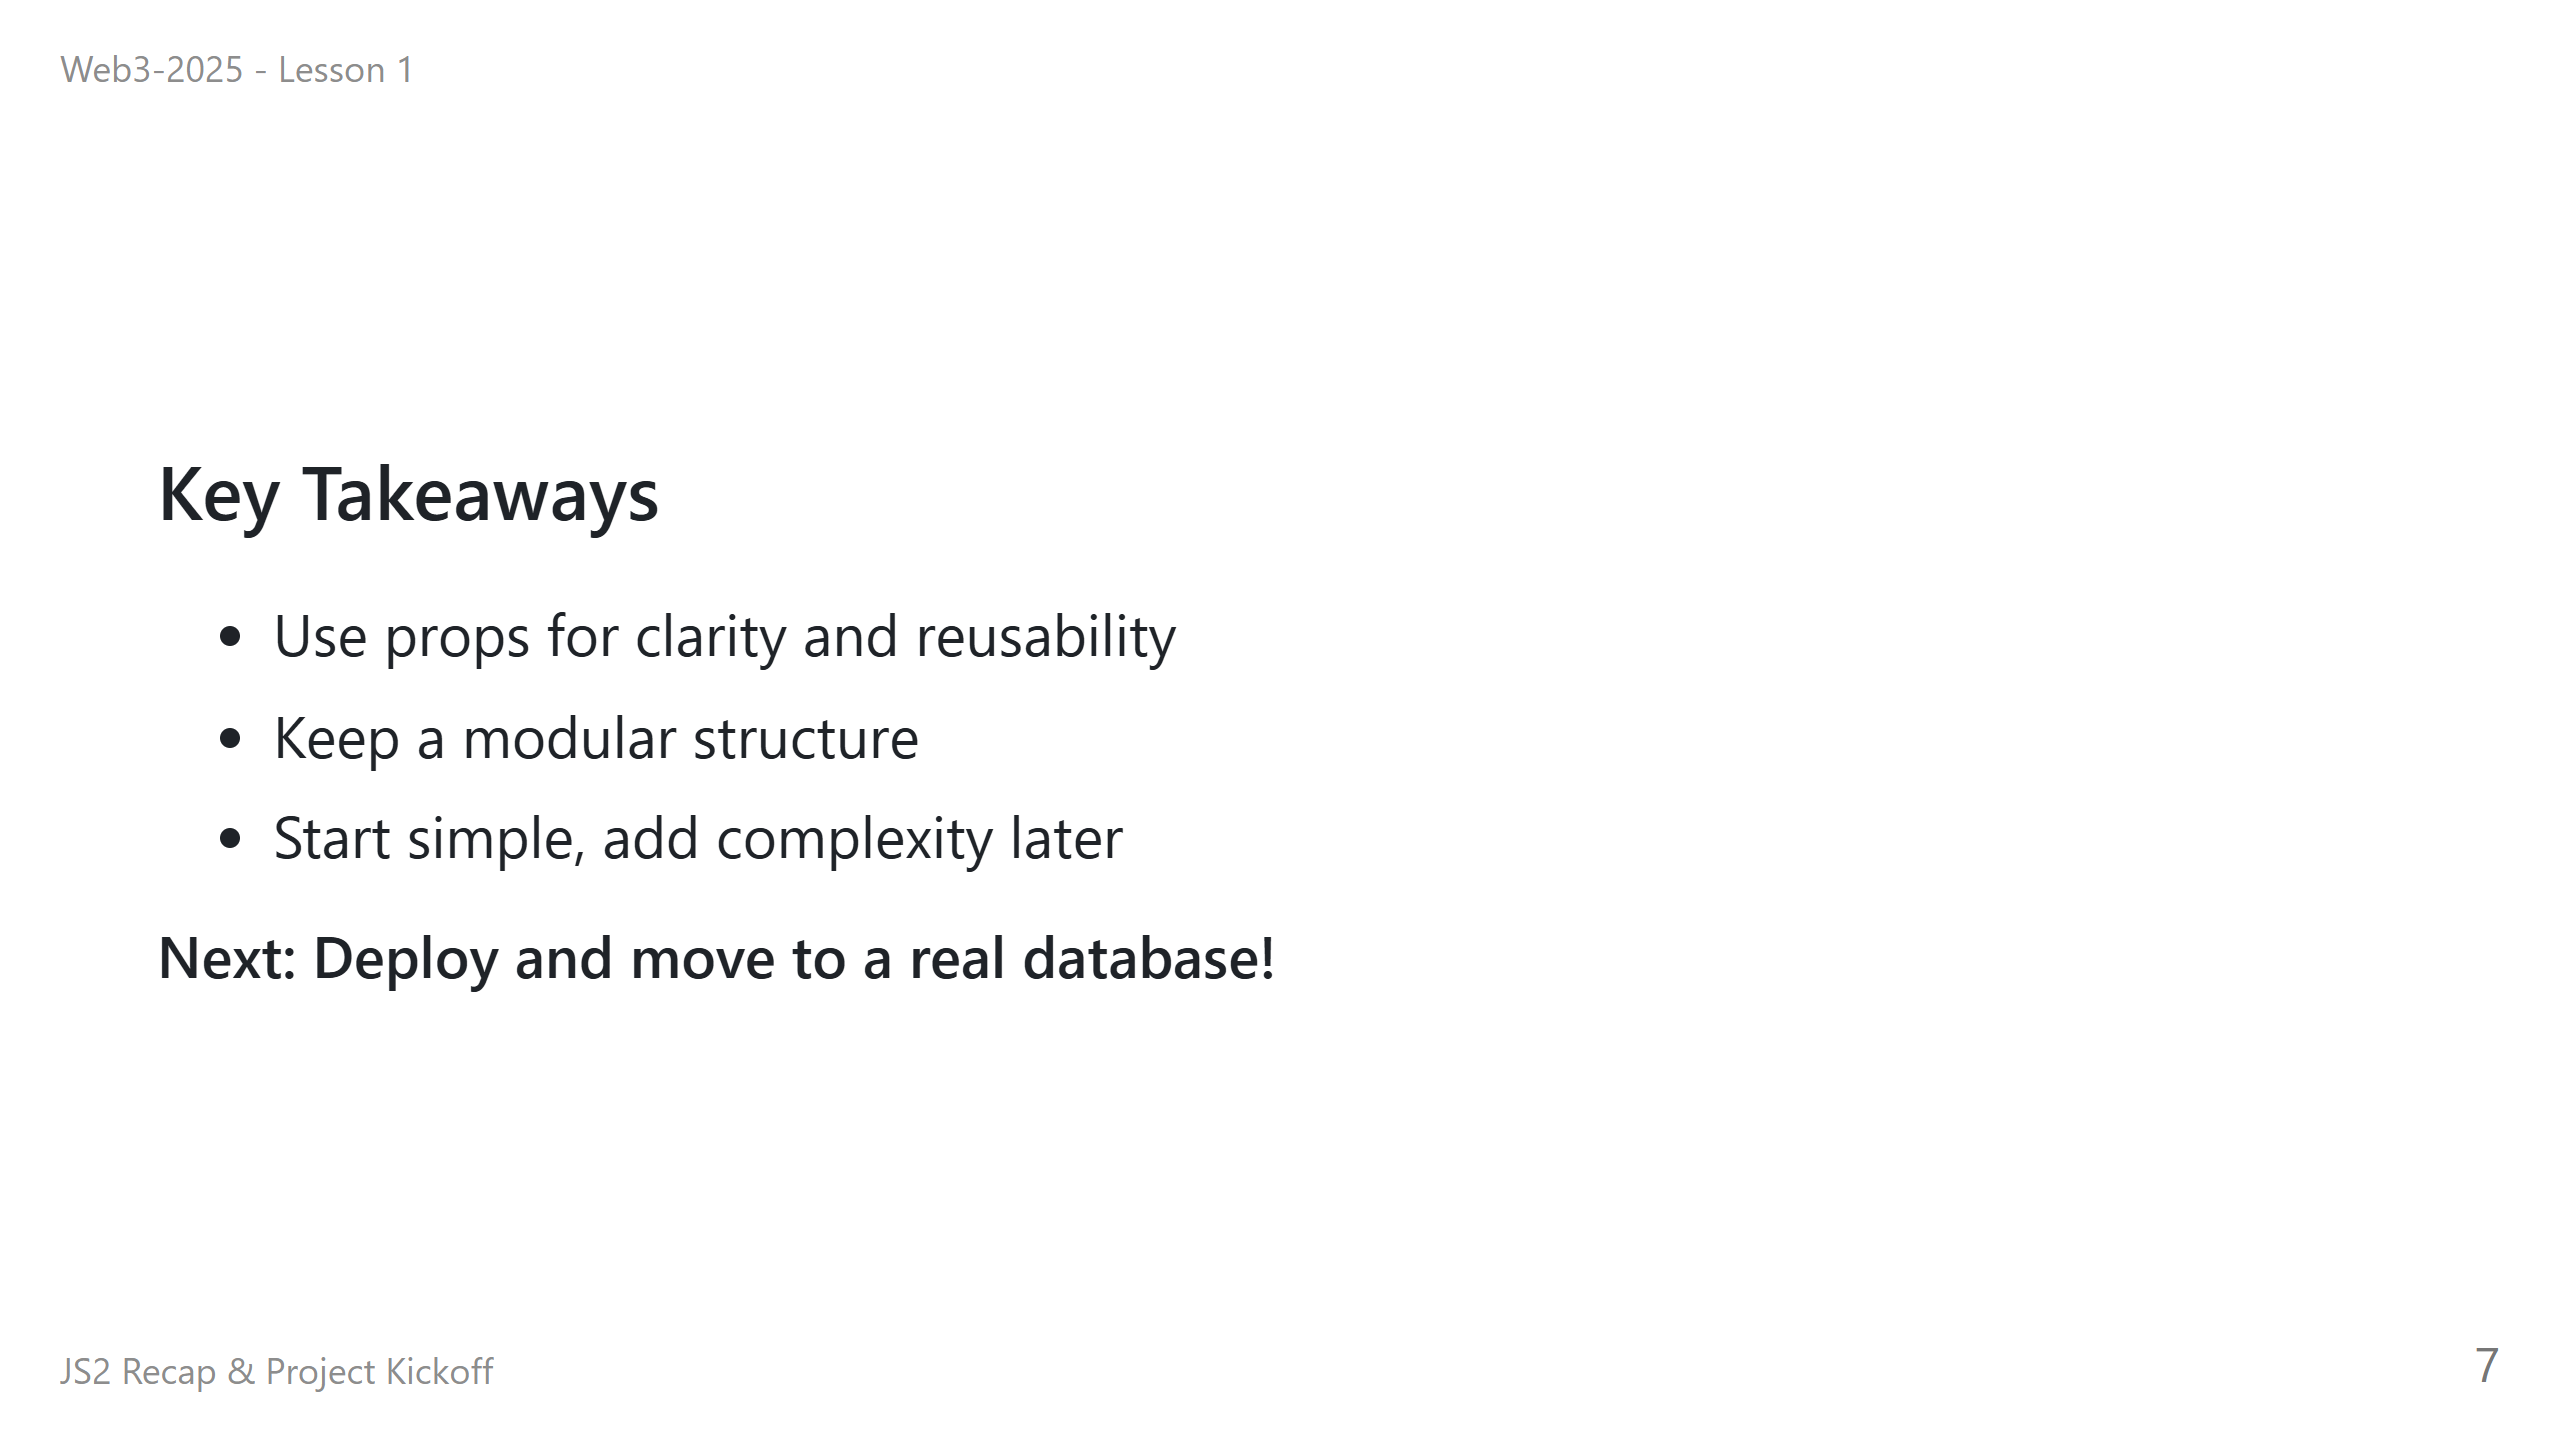 Web3-2025 - Lesson 1
Key Takeaways
• Use props for clarity and reusability
• Keep a modular structure
• Start simple, add complexity later
Next: Deploy and move to a real database!
JS2 Recap & Project Kickoff
7